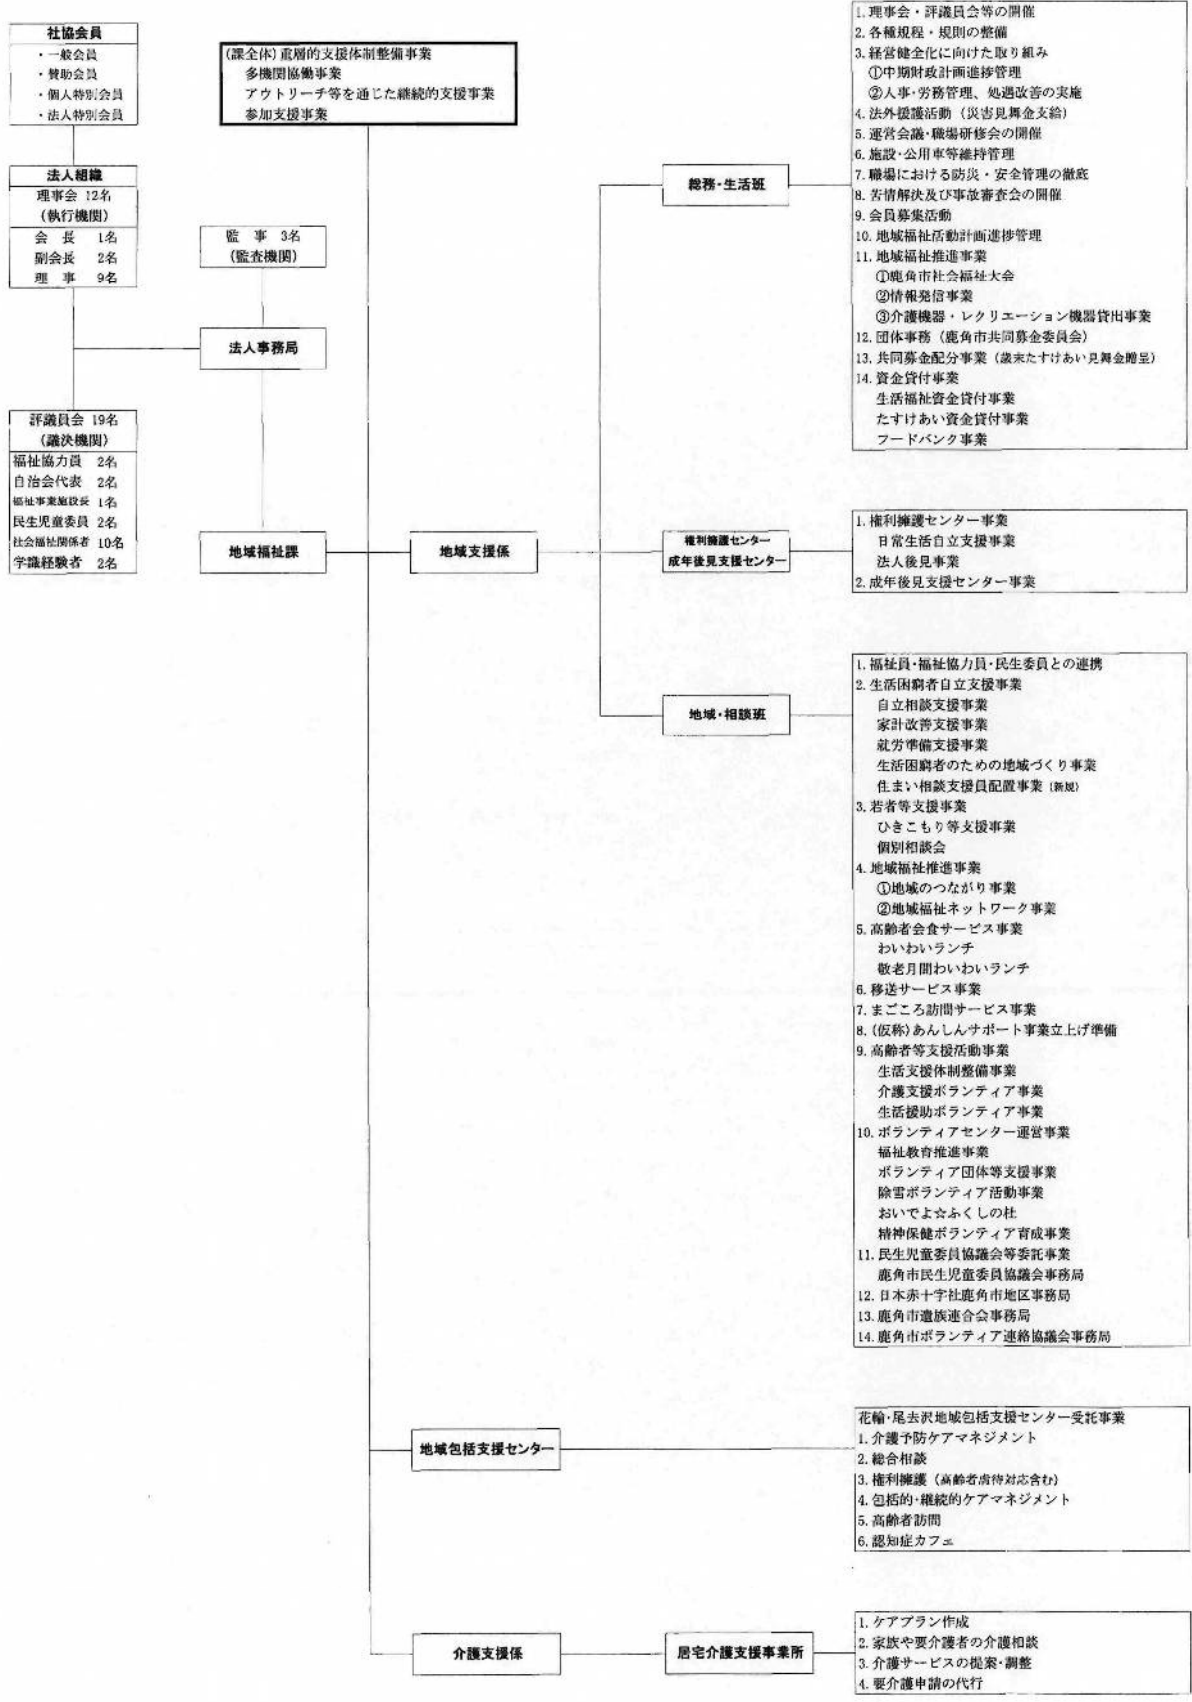 社協会員
・一般会員
・賛助会員
・個人特別会員
・法人特別会員
(課全体)重層的支援体制整備事業
多機関協働事業
アウトリーチ等を通じた継続的支援事業
参加支援事業
法人組織
理事会 12名
(執行機関)
会 長 1名
副会長 2名
理 事 9名
監 事 3名
(監査機関)
法人事務局
評議員会 19名
(議決機関)
福祉協力員 2名
自治会代表 2名
福祉事業施設長 1名
民生児童委員 2名
社会福祉関係者 10名
学識経験者 2名
地域福祉課
地域支援係
総務・生活班
1. 理事会・評議員会等の開催
2. 各種規程・規則の整備
3. 経営健全化に向けた取り組み
①中期財政計画進捗管理
②人事・労務管理、処遇改善の実施
4. 法外援護活動(災害見舞金支給)
5. 運営会議・職場研修会の開催
6. 施設・公用車等維持管理
7. 職場における防災・安全管理の徹底
8. 苦情解決及び事故審査会の開催
9. 会員募集活動
10. 地域福祉活動計画進捗管理
11. 地域福祉推進事業
①鹿角市社会福祉大会
②情報発信事業
③介護機器・レクリエーション機器貸出事業
12. 団体事務(鹿角市共同募金委員会)
13. 共同募金配分事業(歳末たすけあい見舞金贈呈)
14. 資金貸付事業
生活福祉資金貸付事業
たすけあい資金貸付事業
フードバンク事業
権利擁護センター
成年後見支援センター
1. 権利擁護センター事業
日常生活自立支援事業
法人後見事業
2. 成年後見支援センター事業
地域・相談班
1. 福祉員・福祉協力員・民生委員との連携
2. 生活困窮者自立支援事業
自立相談支援事業
家計改善支援事業
就労準備支援事業
生活困窮者のための地域づくり事業
住まい相談支援員配置事業(新規)
3. 若者等支援事業
ひきこもり等支援事業
個別相談会
4. 地域福祉推進事業
①地域のつながり事業
②地域福祉ネットワーク事業
5. 高齢者会食サービス事業
わいわいランチ
敬老月間わいわいランチ
6. 移送サービス事業
7. まごころ訪問サービス事業
8. (仮称)あんしんサポート事業立上げ準備
9. 高齢者等支援活動事業
生活支援体制整備事業
介護支援ボランティア事業
生活援助ボランティア事業
10. ボランティアセンター運営事業
福祉教育推進事業
ボランティア団体等支援事業
除雪ボランティア活動事業
おいでよ☆ふくしの杜
精神保健ボランティア育成事業
11. 民生児童委員協議会等委託事業
鹿角市民生児童委員協議会事務局
12. 日本赤十字社鹿角市地区事務局
13. 鹿角市遺族連合会事務局
14. 鹿角市ボランティア連絡協議会事務局
地域包括支援センター
花輪・尾去沢地域包括支援センター受託事業
1. 介護予防ケアマネジメント
2. 総合相談
3. 権利擁護(高齢者虐待対応含む)
4. 包括的・継続的ケアマネジメント
5. 高齢者訪問
6. 認知症カフェ
介護支援係
居宅介護支援事業所
1. ケアプラン作成
2. 家族や要介護者の介護相談
3. 介護サービスの提案・調整
4. 要介護申請の代行